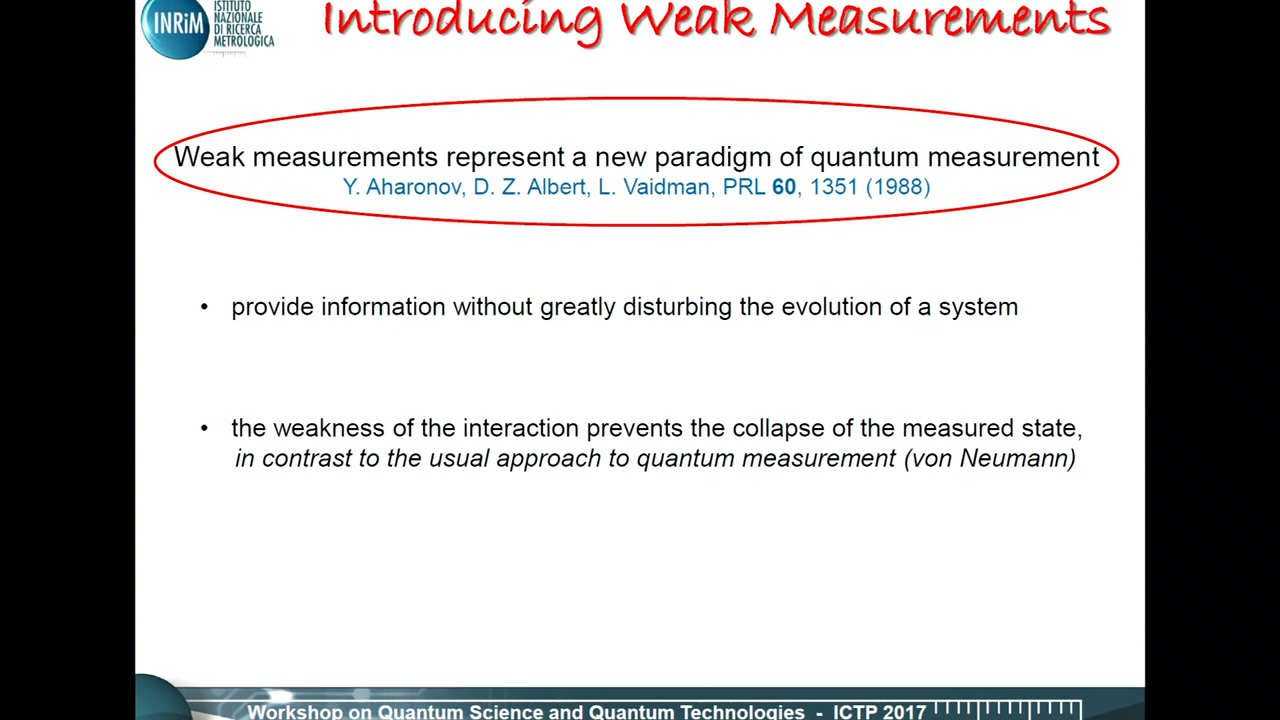 INRiM
ISTITUTO
NAZIONALE
DI RICERCA
METROLOGICA
Introducing Weak Measurements
Weak measurements represent a new paradigm of quantum measurement
Y. Aharonov, D. Z. Albert, L. Vaidman, PRL 60, 1351 (1988)
• provide information without greatly disturbing the evolution of a system
• the weakness of the interaction prevents the collapse of the measured state,
in contrast to the usual approach to quantum measurement (von Neumann)
Workshop on Quantum Science and Quantum Technologies - ICTP 2017